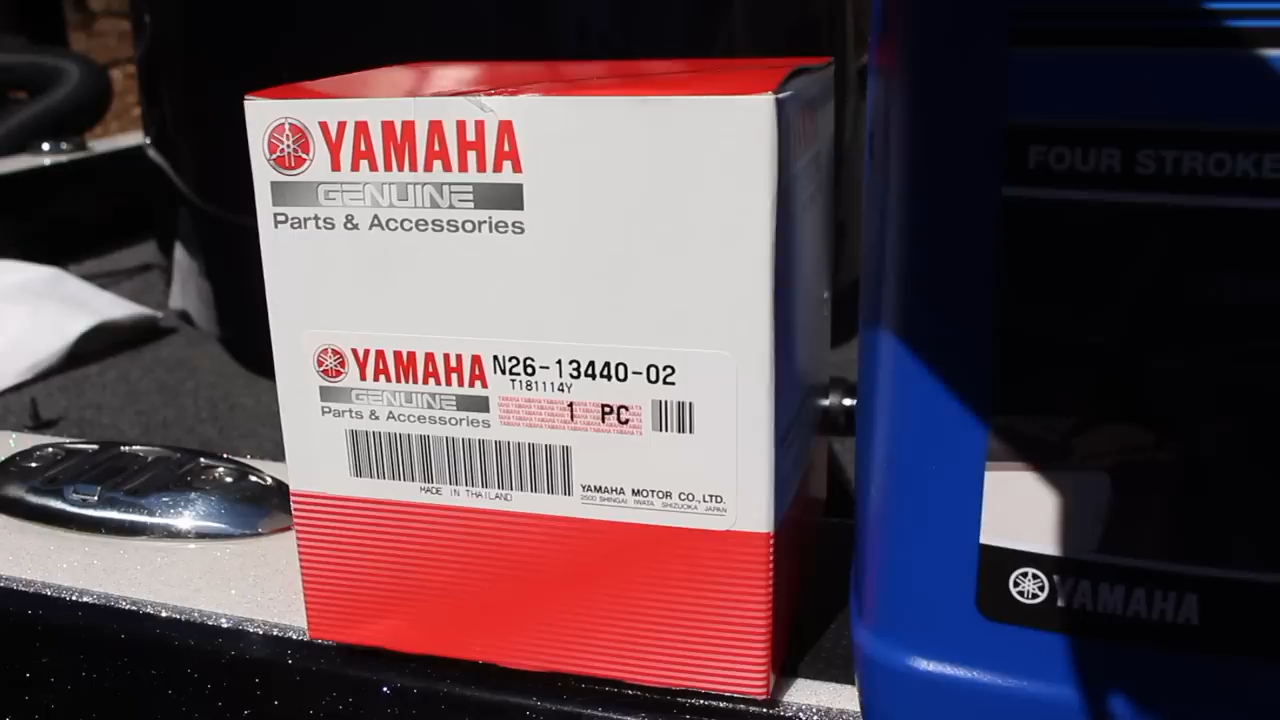 YAMAHA
GENUINE
Parts & Accessories
YAMAHA N26-13440-02
T181114Y
GENUINE
Parts & Accessories
1 PC
MADE IN THAILAND
YAMAHA MOTOR CO.,LTD.
2500 SHINGAI IWATA SHIZUOKA JAPAN
FOUR STROKE
YAMAHA